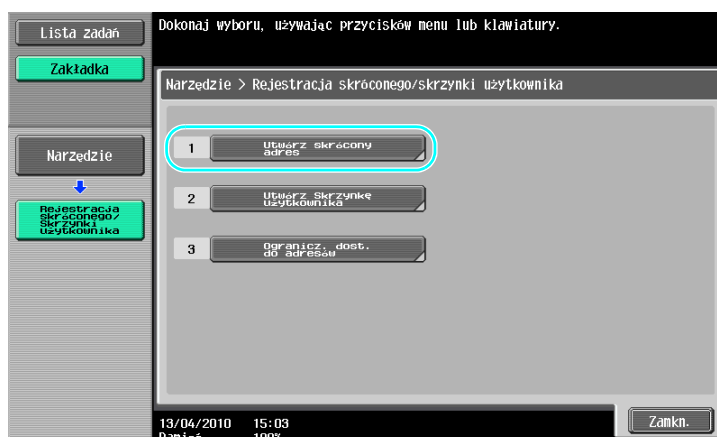 Lista zadań
Dokonaj wyboru, używając przycisków menu lub klawiatury.
Zakładka
Narzędzie > Rejestracja skróconego/skrzynki użytkownika
1
Utwórz skrócony
adres
Narzędzie
2
Utwórz Skrzynkę
Użytkownika
Rejestracja
skróconego/
Skrzynki
Użytkownika
3
Ogranicz. dost.
do adresów
13/04/2010 15:03
Pamięć 100%
Zamkn.